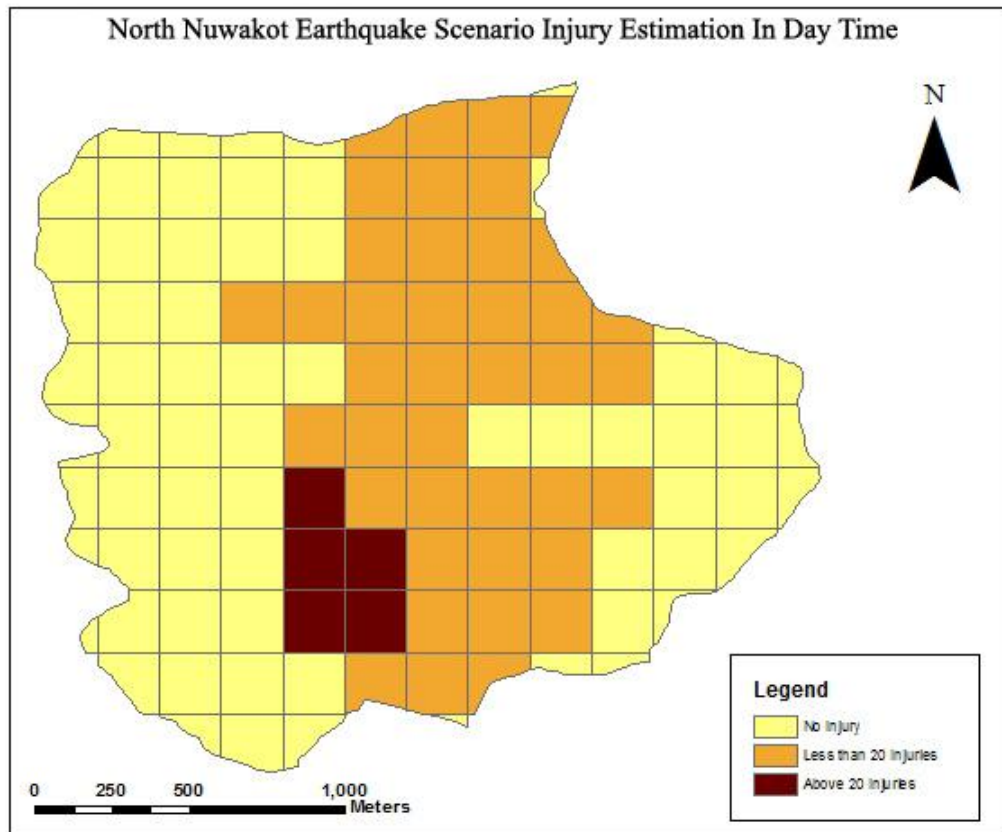 North Nuwakot Earthquake Scenario Injury Estimation In Day Time
N
Legend
No Injury
Less than 20 Injuries
Above 20 Injuries
0 250 500 1,000
Meters